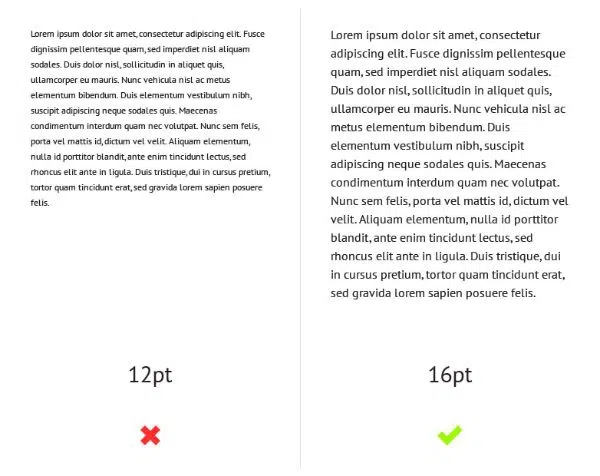 Lorem ipsum dolor sit amet, consectetur adipiscing elit. Fusce
dignissim pellentesque quam, sed imperdiet nisl aliquam
sodales. Duis dolor nisl, sollicitudin in aliquet quis,
ullamcorper eu mauris. Nunc vehicula nisl ac metus
elementum bibendum. Duis elementum vestibulum nibh,
suscipit adipiscing neque sodales quis. Maecenas
condimentum interdum quam nec volutpat. Nunc sem felis,
porta vel mattis id, dictum vel velit. Aliquam elementum,
nulla id porttitor blandit, ante enim tincidunt lectus, sed
rhoncus elit ante in ligula. Duis tristique, dui in cursus pretium,
tortor quam tincidunt erat, sed gravida lorem sapien posuere
felis.
12pt
Lorem ipsum dolor sit amet, consectetur
adipiscing elit. Fusce dignissim pellentesque
quam, sed imperdiet nisl aliquam sodales.
Duis dolor nisl, sollicitudin in aliquet quis,
ullamcorper eu mauris. Nunc vehicula nisl ac
metus elementum bibendum. Duis
elementum vestibulum nibh, suscipit
adipiscing neque sodales quis. Maecenas
condimentum interdum quam nec volutpat.
Nunc sem felis, porta vel mattis id, dictum vel
velit. Aliquam elementum, nulla id porttitor
blandit, ante enim tincidunt lectus, sed
rhoncus elit ante in ligula. Duis tristique, dui
in cursus pretium, tortor quam tincidunt erat,
sed gravida lorem sapien posuere felis.
16pt